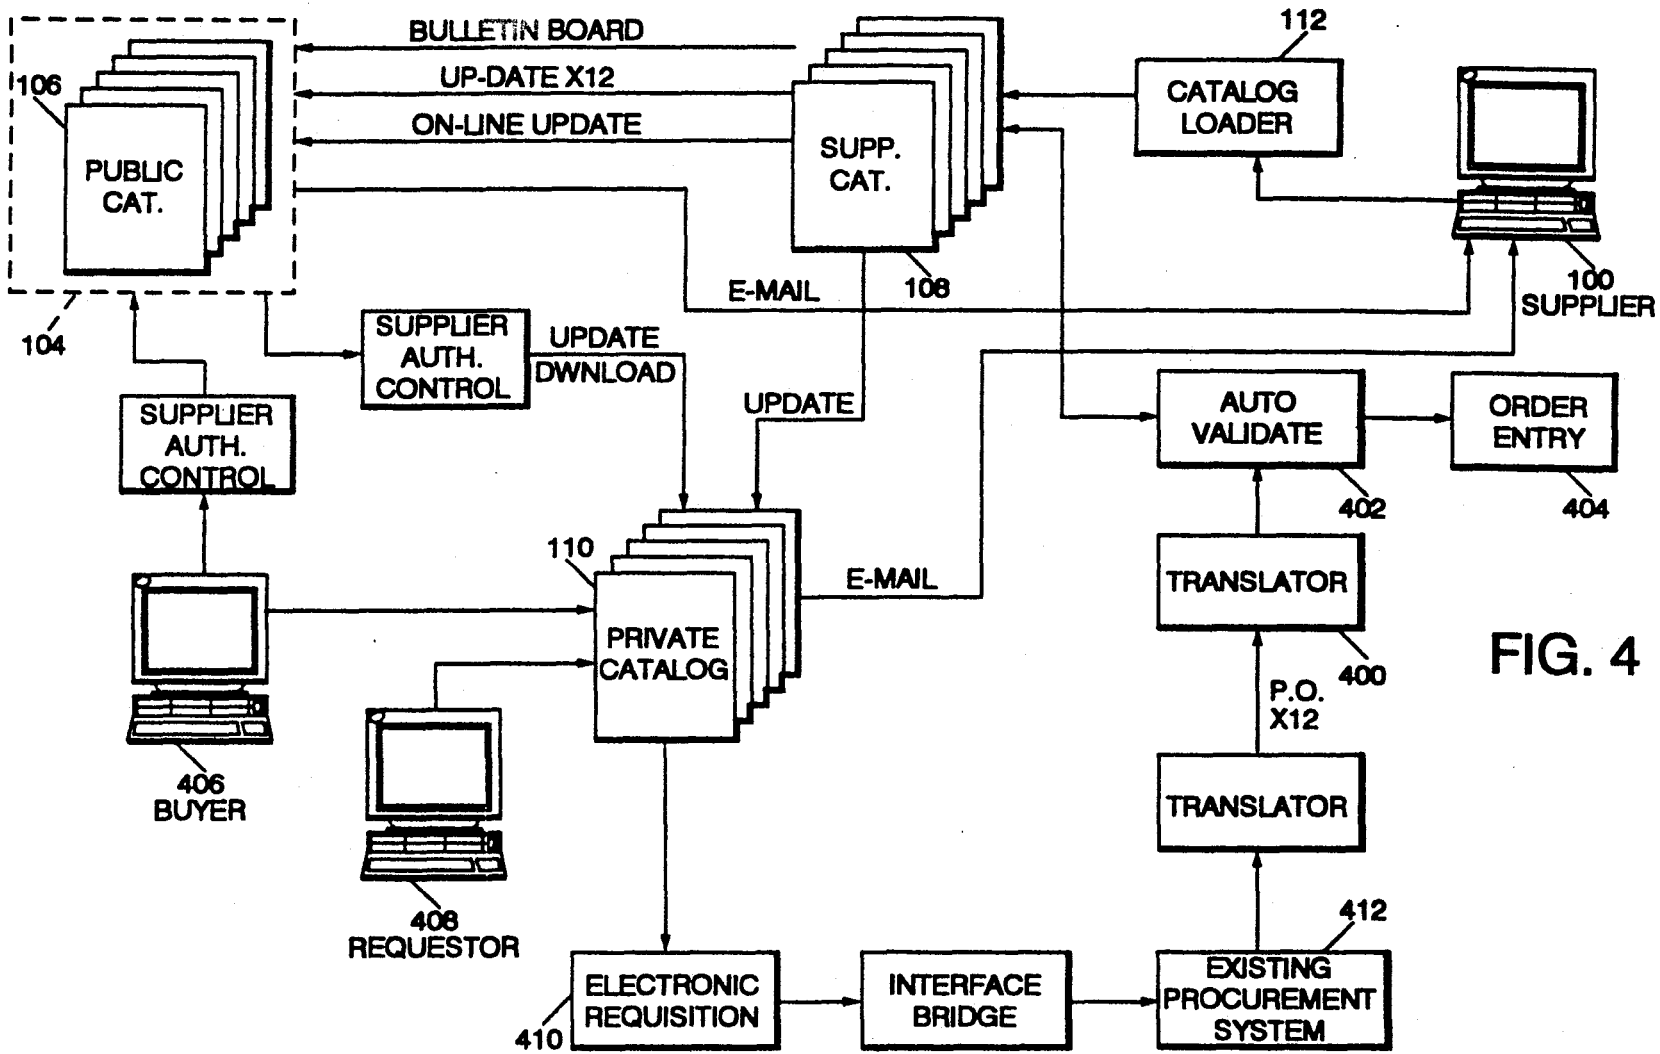 BULLETIN BOARD
112
106
UP-DATE X12
CATALOG
LOADER
ON-LINE UPDATE
PUBLIC
CAT.
SUPP.
CAT.
E-MAIL
108
100
SUPPLIER
104
SUPPLIER
AUTH.
CONTROL
UPDATE
DWNLOAD
SUPPLIER
AUTH.
CONTROL
UPDATE
AUTO
VALIDATE
ORDER
ENTRY
402
404
110
E-MAIL
TRANSLATOR
PRIVATE
CATALOG
400
FIG. 4
P.O.
X12
406
BUYER
TRANSLATOR
408
REQUESTOR
412
ELECTRONIC
REQUISITION
410
INTERFACE
BRIDGE
EXISTING
PROCUREMENT
SYSTEM